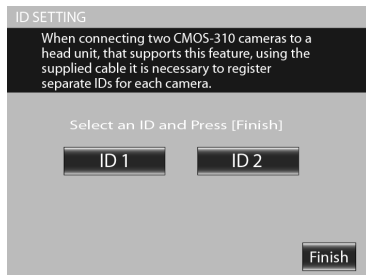 ID SETTING
When connecting two CMOS-310 cameras to a
head unit, that supports this feature, using the
supplied cable it is necessary to register
separate IDs for each camera.
Select an ID and Press [Finish]
ID 1
ID 2
Finish